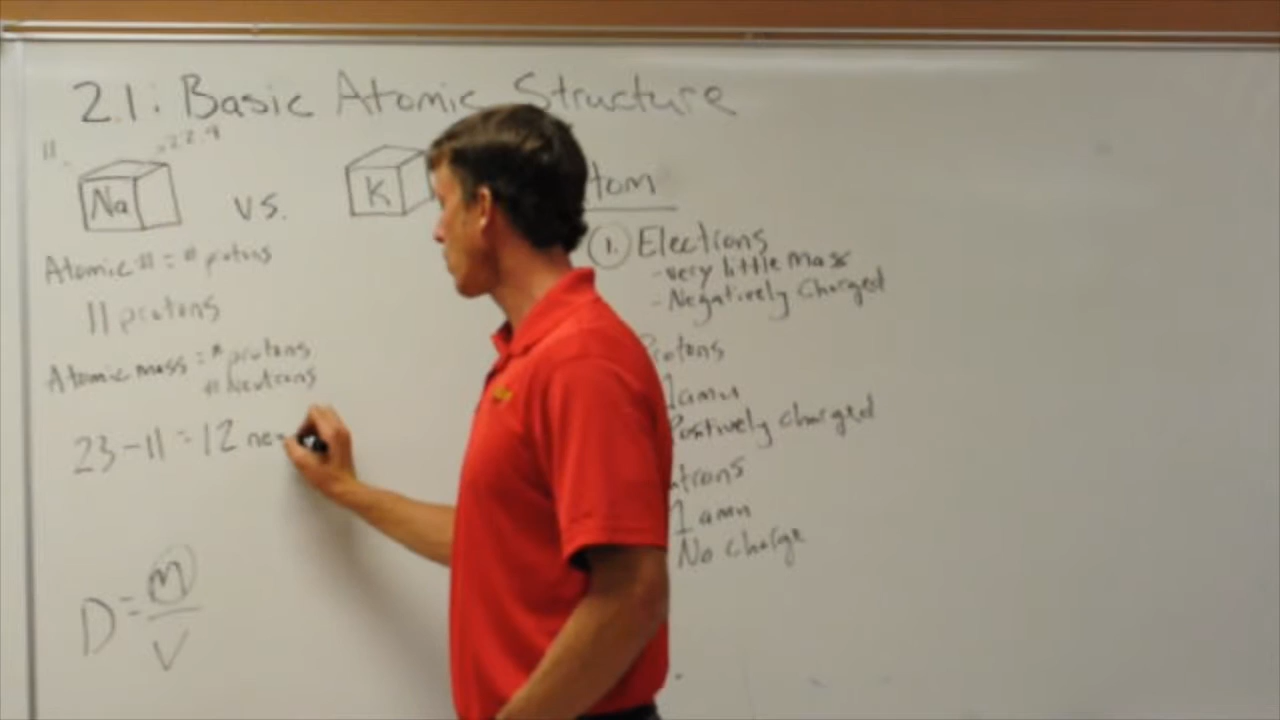 2.1: Basic Atomic Structure
11
22.9
Na vs. K
Atomic # = # protons
11 protons
Atomic mass = # protons
# Neutrons
23 - 11 = 12 neu
D = m
V
tom
1. Electrons
- very little mass
- Negatively charged
rotons
1 amu
Positively charged
utrons
1 amu
No charge